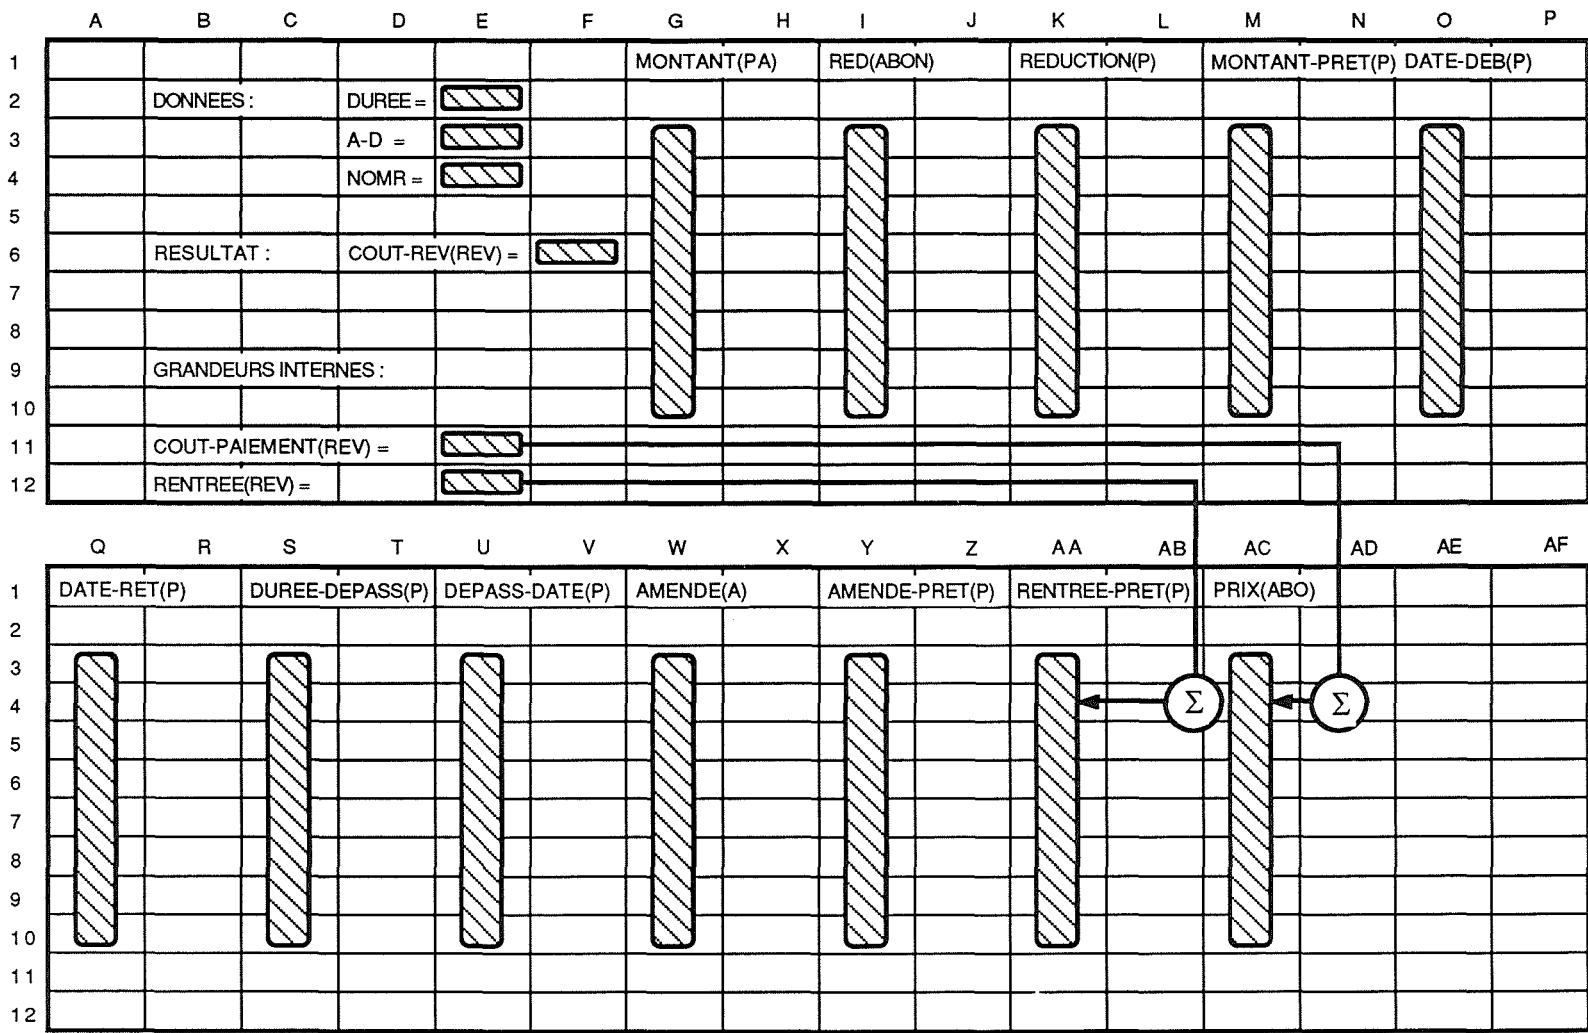 A B C D E F G H I J K L M N O P
1 MONTANT(PA) RED(ABON) REDUCTION(P) MONTANT-PRET(P) DATE-DEB(P)
2 DONNEES : DUREE =
3 A-D =
4 NOMR =
5
6 RESULTAT : COUT-REV(REV) =
7
8
9 GRANDEURS INTERNES :
10
11 COUT-PAIEMENT(REV) =
12 RENTREE(REV) =
Q R S T U V W X Y Z AA AB AC AD AE AF
1 DATE-RET(P) DUREE-DEPASS(P) DEPASS-DATE(P) AMENDE(A) AMENDE-PRET(P) RENTREE-PRET(P) PRIX(ABO)
2
3
4 Σ Σ
5
6
7
8
9
10
11
12